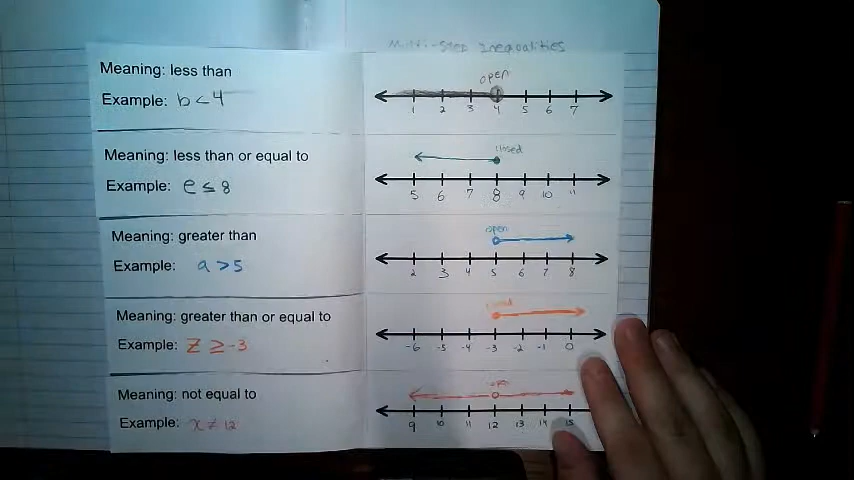 Multi-Step Inequalities
Meaning: less than
Example: b < 4
open
1 2 3 4 5 6 7
Meaning: less than or equal to
Example: e ≤ 8
closed
5 6 7 8 9 10 11
Meaning: greater than
Example: a > 5
open
2 3 4 5 6 7 8
Meaning: greater than or equal to
Example: z ≥ -3
closed
-6 -5 -4 -3 -2 -1 0
Meaning: not equal to
Example: x ≠ 12
open
9 10 11 12 13 14 15